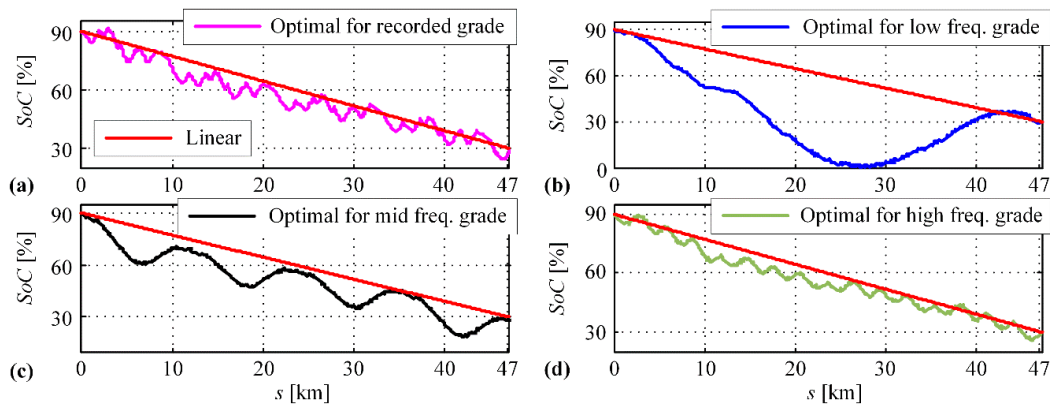 Optimal for recorded grade
90
60
30
SoC [%]
Linear
(a)
0
10
20
30
40
47
Optimal for low freq. grade
90
60
30
0
SoC [%]
(b)
0
10
20
30
40
47
Optimal for mid freq. grade
90
60
30
SoC [%]
(c)
0
10
20
30
40
47
s [km]
Optimal for high freq. grade
90
60
30
SoC [%]
(d)
0
10
20
30
40
47
s [km]